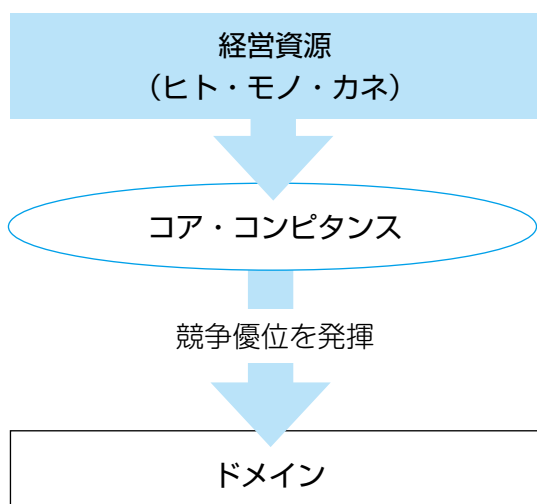 経営資源
（ヒト・モノ・カネ）
コア・コンピタンス
競争優位を発揮
ドメイン